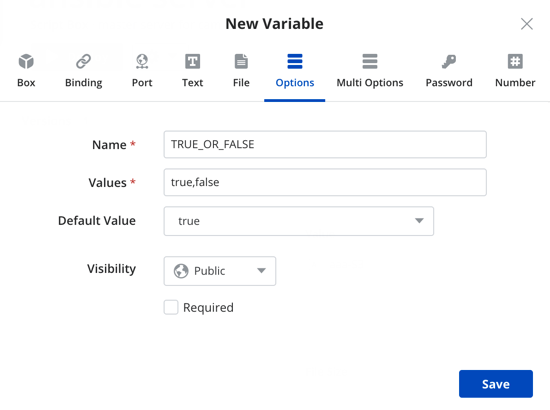 New Variable
Box Binding Port Text File Options Multi Options Password Number
Name *
TRUE_OR_FALSE
Values *
true,false
Default Value
true
Visibility
Public
Required
Save